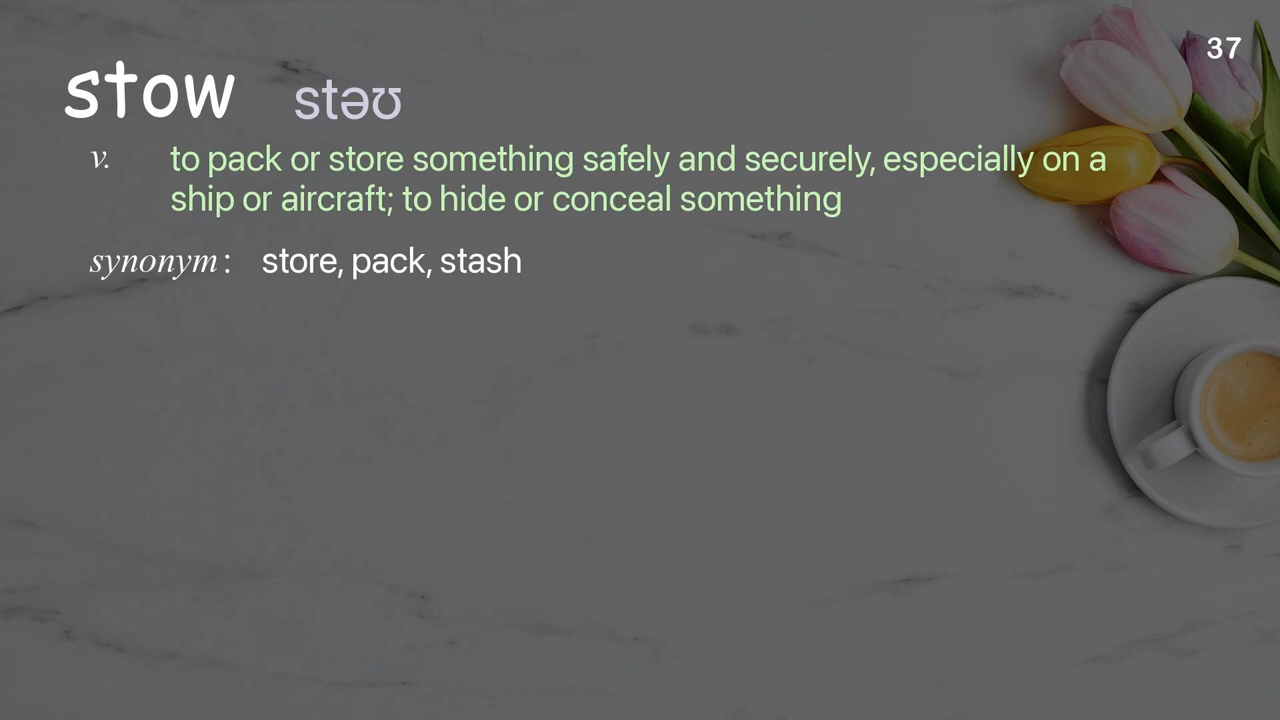 37
stow stəʊ
v. to pack or store something safely and securely, especially on a
ship or aircraft; to hide or conceal something
synonym : store, pack, stash